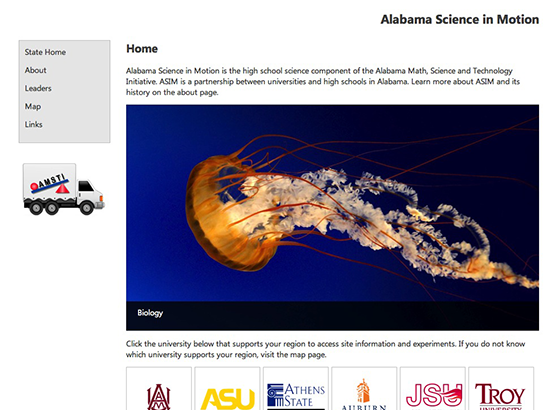 Alabama Science in Motion
State Home
About
Leaders
Map
Links
AMSTI
Home
Alabama Science in Motion is the high school science component of the Alabama Math, Science and Technology
Initiative. ASIM is a partnership between universities and high schools in Alabama. Learn more about ASIM and its
history on the about page.
Biology
Click the university below that supports your region to access site information and experiments. If you do not know
which university supports your region, visit the map page.
ASU
ATHENS
STATE
AUBURN
JSU
TROY
UNIVERSITY